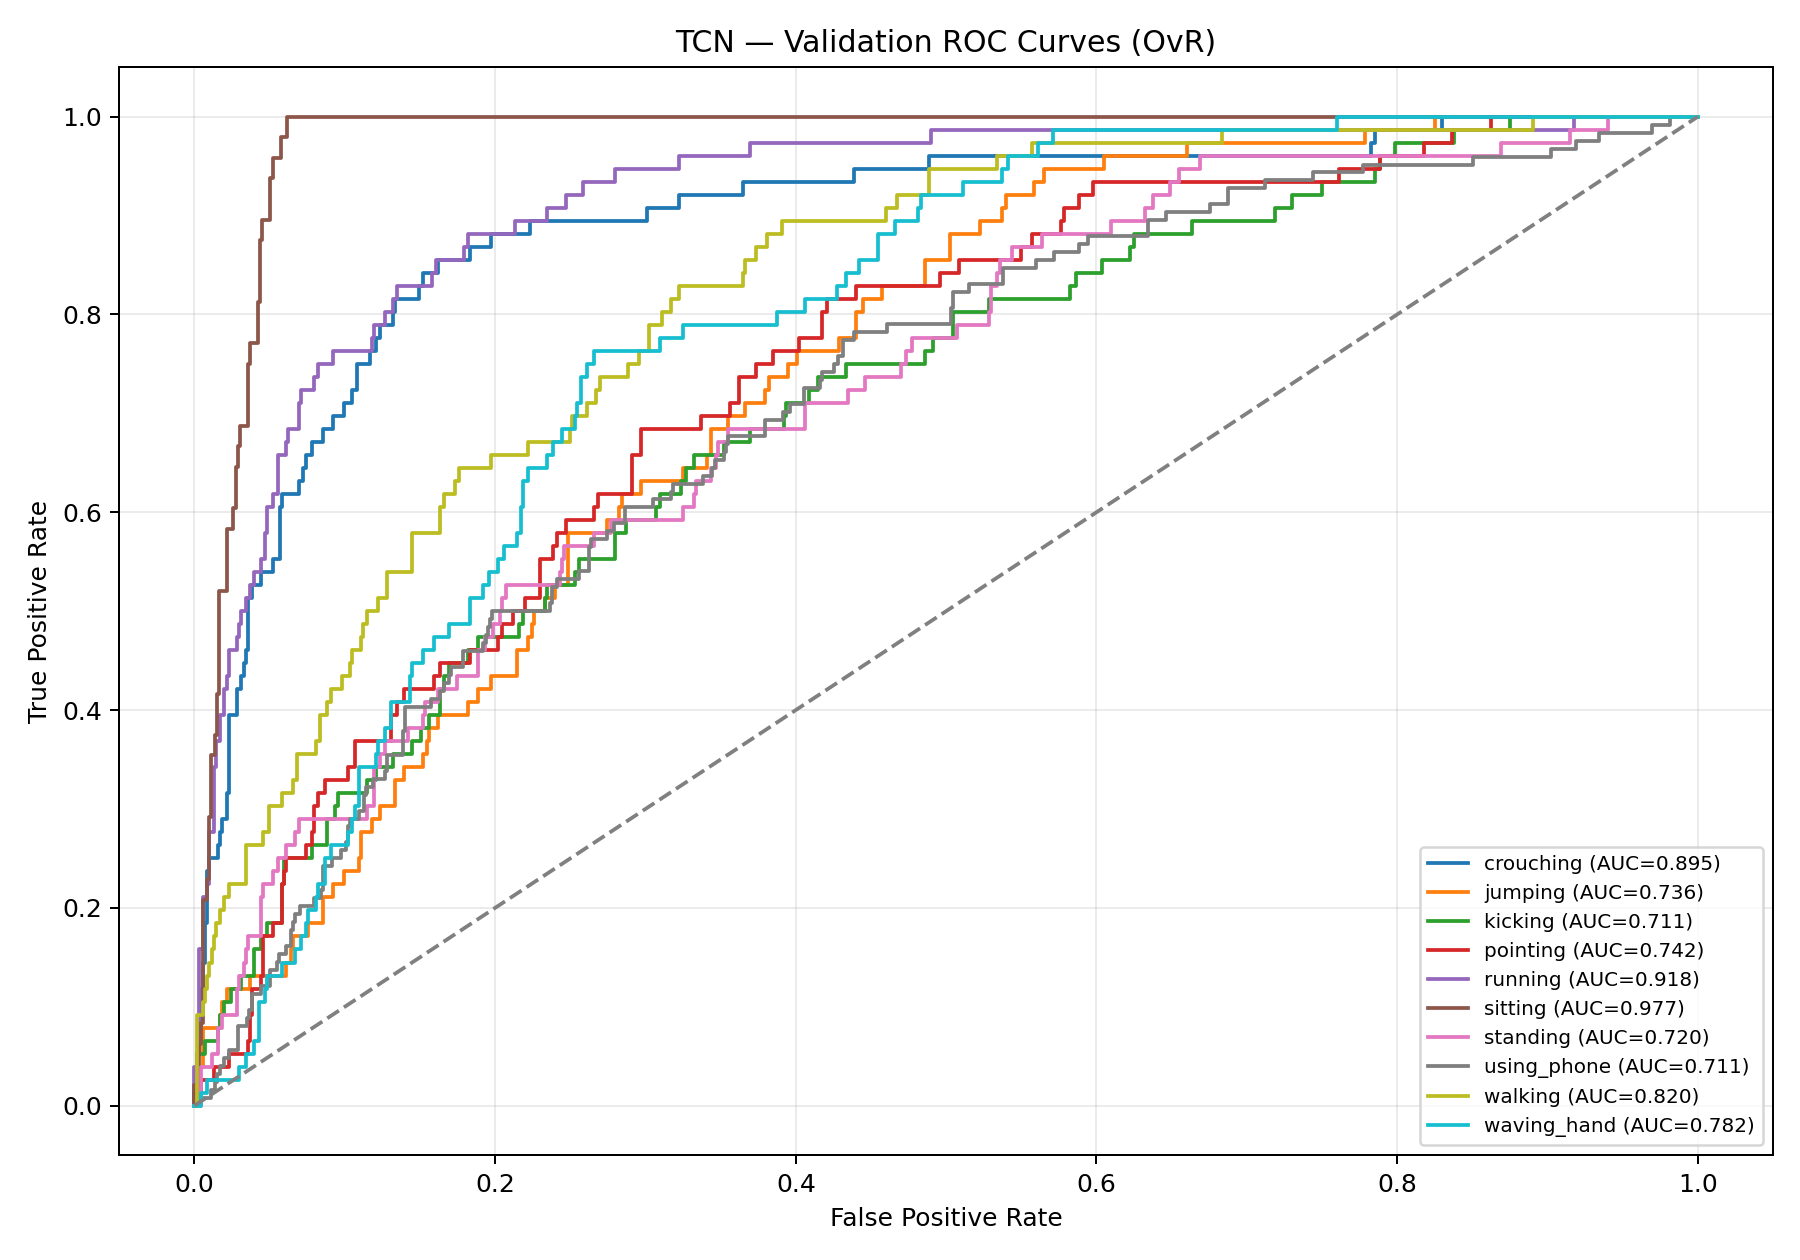 TCN — Validation ROC Curves (OvR)
True Positive Rate
1.0
0.8
0.6
0.4
0.2
0.0
crouching (AUC=0.895)
jumping (AUC=0.736)
kicking (AUC=0.711)
pointing (AUC=0.742)
running (AUC=0.918)
sitting (AUC=0.977)
standing (AUC=0.720)
using_phone (AUC=0.711)
walking (AUC=0.820)
waving_hand (AUC=0.782)
0.0 0.2 0.4 0.6 0.8 1.0
False Positive Rate